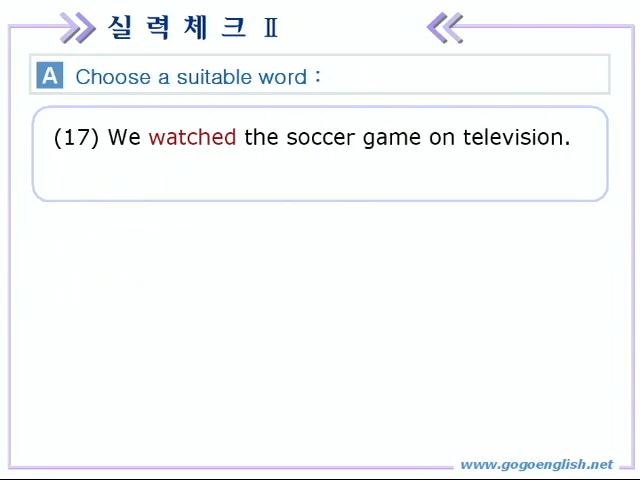 실 력 체 크 Ⅱ
A Choose a suitable word :
(17) We watched the soccer game on television.
www.gogoenglish.net